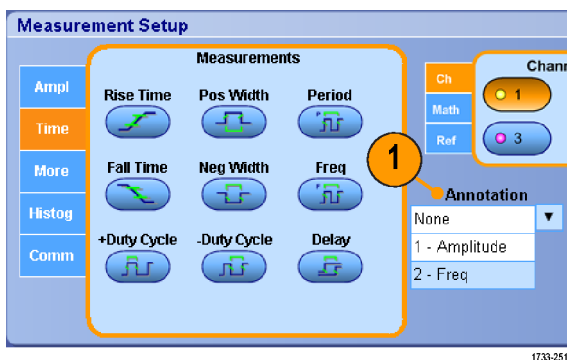 Measurement Setup
Measurements
Ampl
Time
More
Histog
Comm
Rise Time
Pos Width
Period
Fall Time
Neg Width
Freq
+Duty Cycle
-Duty Cycle
Delay
Chann
Ch
Math
Ref
1
3
1
Annotation
None
1 - Amplitude
2 - Freq
1733-251